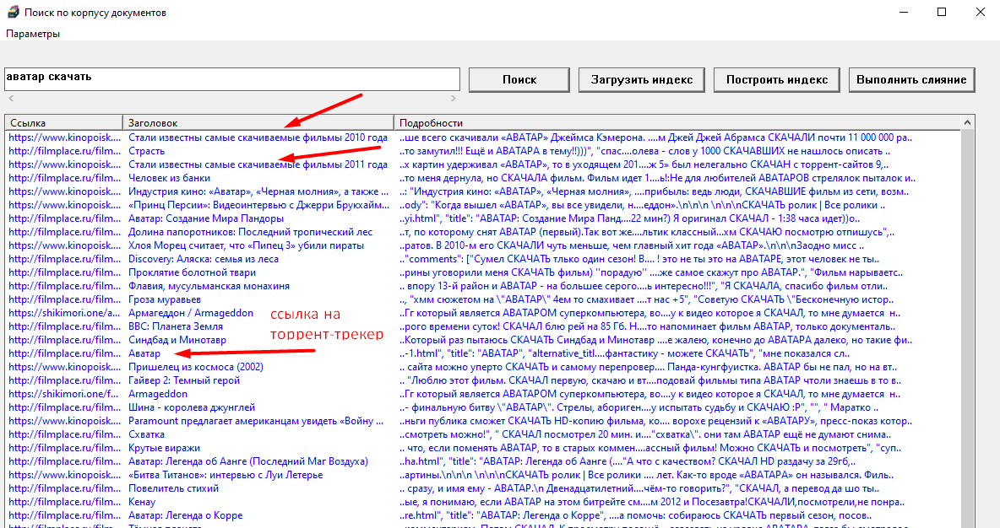 Поиск по корпусу документов
Параметры
аватар скачать
Поиск
Загрузить индекс
Построить индекс
Выполнить слияние
Ссылка Заголовок Подробности
https://www.kinopoisk.... Стали известны самые скачиваемые фильмы 2010 года ..ше всего скачивали «АВАТАР» Джеймса Кэмерона. ....м Джей Джей Абрамса СКАЧАЛИ почти 11 000 000 ра..
http://filmplace.ru/film... Страсть ..то замутил!!! Ещё и АВАТАРА в тему!!)))", "спас....олева - слов у 1000 СКАЧАВШИХ не нашлось описать ..
https://www.kinopoisk.... Стали известны самые скачиваемые фильмы 2011 года ..х картин удерживал «АВАТАР», то в уходящем 201....ж 5» был нелегально СКАЧАН с торрент-сайтов 9,..
http://filmplace.ru/film... Человек из банки ..то меня дернула, но СКАЧАЛА фильм. Фильм идет 1....ь!:Не для любителей АВАТАРОВ стрелялок пыталок и..
https://www.kinopoisk.... Индустрия кино: «Аватар», «Черная молния», а также ... ..: "Индустрия кино: «АВАТАР», «Черная молния», ....прибыль: ведь люди, СКАЧАВШИЕ фильм из сети, возм..
https://www.kinopoisk.... «Принц Персии»: Видеоинтервью с Джерри Брукхайм... ..ody": "Когда вышел «АВАТАР», вы все увидели, н....еддон».\n\n\n \n\n\nСКАЧАТЬ ролик | Все ролики ..
http://filmplace.ru/film... Аватар: Создание Мира Пандоры ..yi.html", "title": "АВАТАР: Создание Мира Панд....22 мин?) Я оригинал СКАЧАЛ - 1:38 часа идет))о..
http://filmplace.ru/film... Долина папоротников: Последний тропический лес ..т, по которому снят АВАТАР (первый).Так вот же....льтик классный...хм СКАЧАЮ посмотрю отпишусь",..
https://www.kinopoisk.... Хлоя Морец считает, что «Пипец 3» убили пираты ..ратов. В 2010-м его СКАЧАЛИ чуть меньше, чем главный хит года «АВАТАР».\n\n\nЗаодно мисс ..
http://filmplace.ru/film... Discovery: Аляска: семья из леса .."comments": ["Сумел СКАЧАТЬ тлько один сезон! В.... ! это не ты это на АВАТАРЕ, этот человек не ты..
http://filmplace.ru/film... Проклятие болотной твари ..рины уговорили меня СКАЧАТЬ фильм) ''порадую'' ....же самое скажут про АВАТАР.", "Фильм нарываетс..
http://filmplace.ru/film... Флавия, мусульманская монахиня .. впору 13-й район и АВАТАР - на большее серого....ь интересно!!!", "Я СКАЧАЛА, спасибо фильм отли..
http://filmplace.ru/film... Гроза муравьев .., "хмм сюжетом на \"АВАТАР\" 4ем то смахивает ....т нас +5", "Советую СКАЧАТЬ \"Бесконечную истор..
https://shikimori.one/a... Армагеддон / Armageddon ..Гг который является АВАТАРОМ суперкомпьютера, во....у к видео которое я СКАЧАЛ, то мне думается н..
ссылка на
торрент-трекер
http://filmplace.ru/film... BBC: Планета Земля ..рого времени суток! СКАЧАЛ блю рей на 85 Гб. Н....то напоминает фильм АВАТАР, только документаль..
http://filmplace.ru/film... Синдбад и Минотавр ..Который раз пытаюсь СКАЧАТЬ Синдбад и Минотавр ....е жалею, конечно до АВАТАРА далеко, но такие фи..
http://filmplace.ru/film... Аватар ..-1.html", "title": "АВАТАР", "alternative_titl....фантастику - можете СКАЧАТЬ", "мне показался сл..
https://www.kinopoisk.... Пришелец из космоса (2002) .. сайта можно уперто СКАЧАТЬ и самому перепровер.... Панда-кунгфуистка. АВАТАР бы не пал, но на вт..
http://filmplace.ru/film... Гайвер 2: Темный герой .. "Люблю этот фильм. СКАЧАЛ первую, скачаю и вт....подовай фильмы типа АВАТАР чтоли знаешь в то в..
https://shikimori.one/f... Armageddon ..Гг который является АВАТАРОМ суперкомпьютера, во....у к видео которое я СКАЧАЛ, то мне думается н..
http://filmplace.ru/film... Шина - королева джунглей ..- финальную битву \"АВАТАР\". Стрелы, абориген....у испытать судьбу и СКАЧАЮ :P", "", " Маратко ..
https://www.kinopoisk.... Paramount предлагает американцам увидеть «Войну ... ..ньги публика сможет СКАЧАТЬ HD-копию фильма, ко.... ворохе рецензий к «АВАТАРУ», пресс-показ котор..
http://filmplace.ru/film... Схватка ..смотреть можно!", " СКАЧАЛ посмотрел 20 мин. и...."схватка\". они там АВАТАР ещё не думают снима..
http://filmplace.ru/film... Крутые виражи .. что, если поменять АВАТАР, то в старых коммен....ассный фильм! Можно СКАЧАТЬ и посмотреть", "суп..
http://filmplace.ru/film... Аватар: Легенда об Аанге (Последний Маг Воздуха) ..ha.html", "title": "АВАТАР: Легенда об Аанге (...."А что с качеством? СКАЧАЛ HD раздачу за 29гб,..
https://www.kinopoisk.... «Битва Титанов»: интервью с Луи Летерье ..артины.\n\n\n \n\n\nСКАЧАТЬ ролик | Все ролики .... лет. Как-то вроде «АВАТАРА» он назывался. Филь..
http://filmplace.ru/film... Повелитель стихий .. сразу, и имя ему - АВАТАР.\n Двенадцатилетний....чём-то говорить?", "СКАЧАЛ, а перевод да шо ты..
http://filmplace.ru/film... Кенау ..ые, я понимаю, если АВАТАР на этом битрейте см....м 2012 и Посезавтра!СКАЧАЛИ,посмотрели,не понра..
http://filmplace.ru/film... Аватар: Легенда о Корре ..re.html", "title": "АВАТАР: Легенда о Корре", ....а помочь: собираюсь СКАЧАТЬ первый сезон, посов..